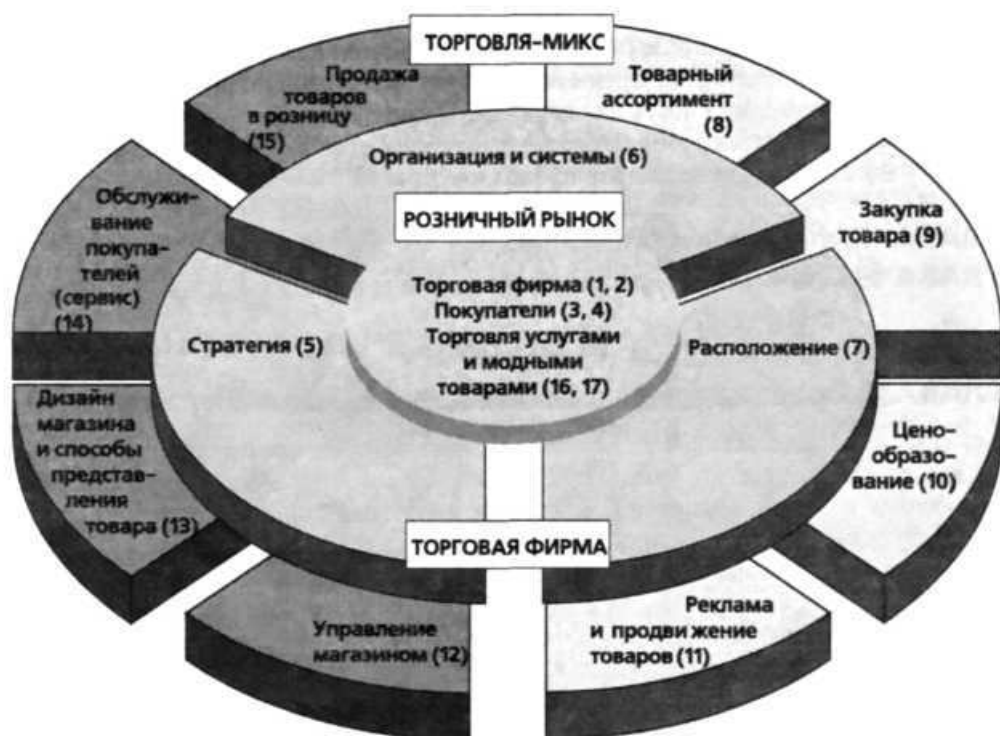 ТОРГОВЛЯ–МИКС
Продажа
товаров
в розницу
(15)
Товарный
ассортимент
(8)
Организация и системы (6)
РОЗНИЧНЫЙ РЫНОК
Обслужи–
вание
покупа–
телей
(сервис)
(14)
Закупка
товара (9)
Торговая фирма (1, 2)
Покупатели (3, 4)
Торговля услугами
и модными
товарами (16, 17)
Стратегия (5)
Расположение (7)
Дизайн
магазина
и способы
представ–
ления
товара (13)
Цено–
образо–
вание (10)
ТОРГОВАЯ ФИРМА
Управление
магазином (12)
Реклама
и продвижение
товаров (11)